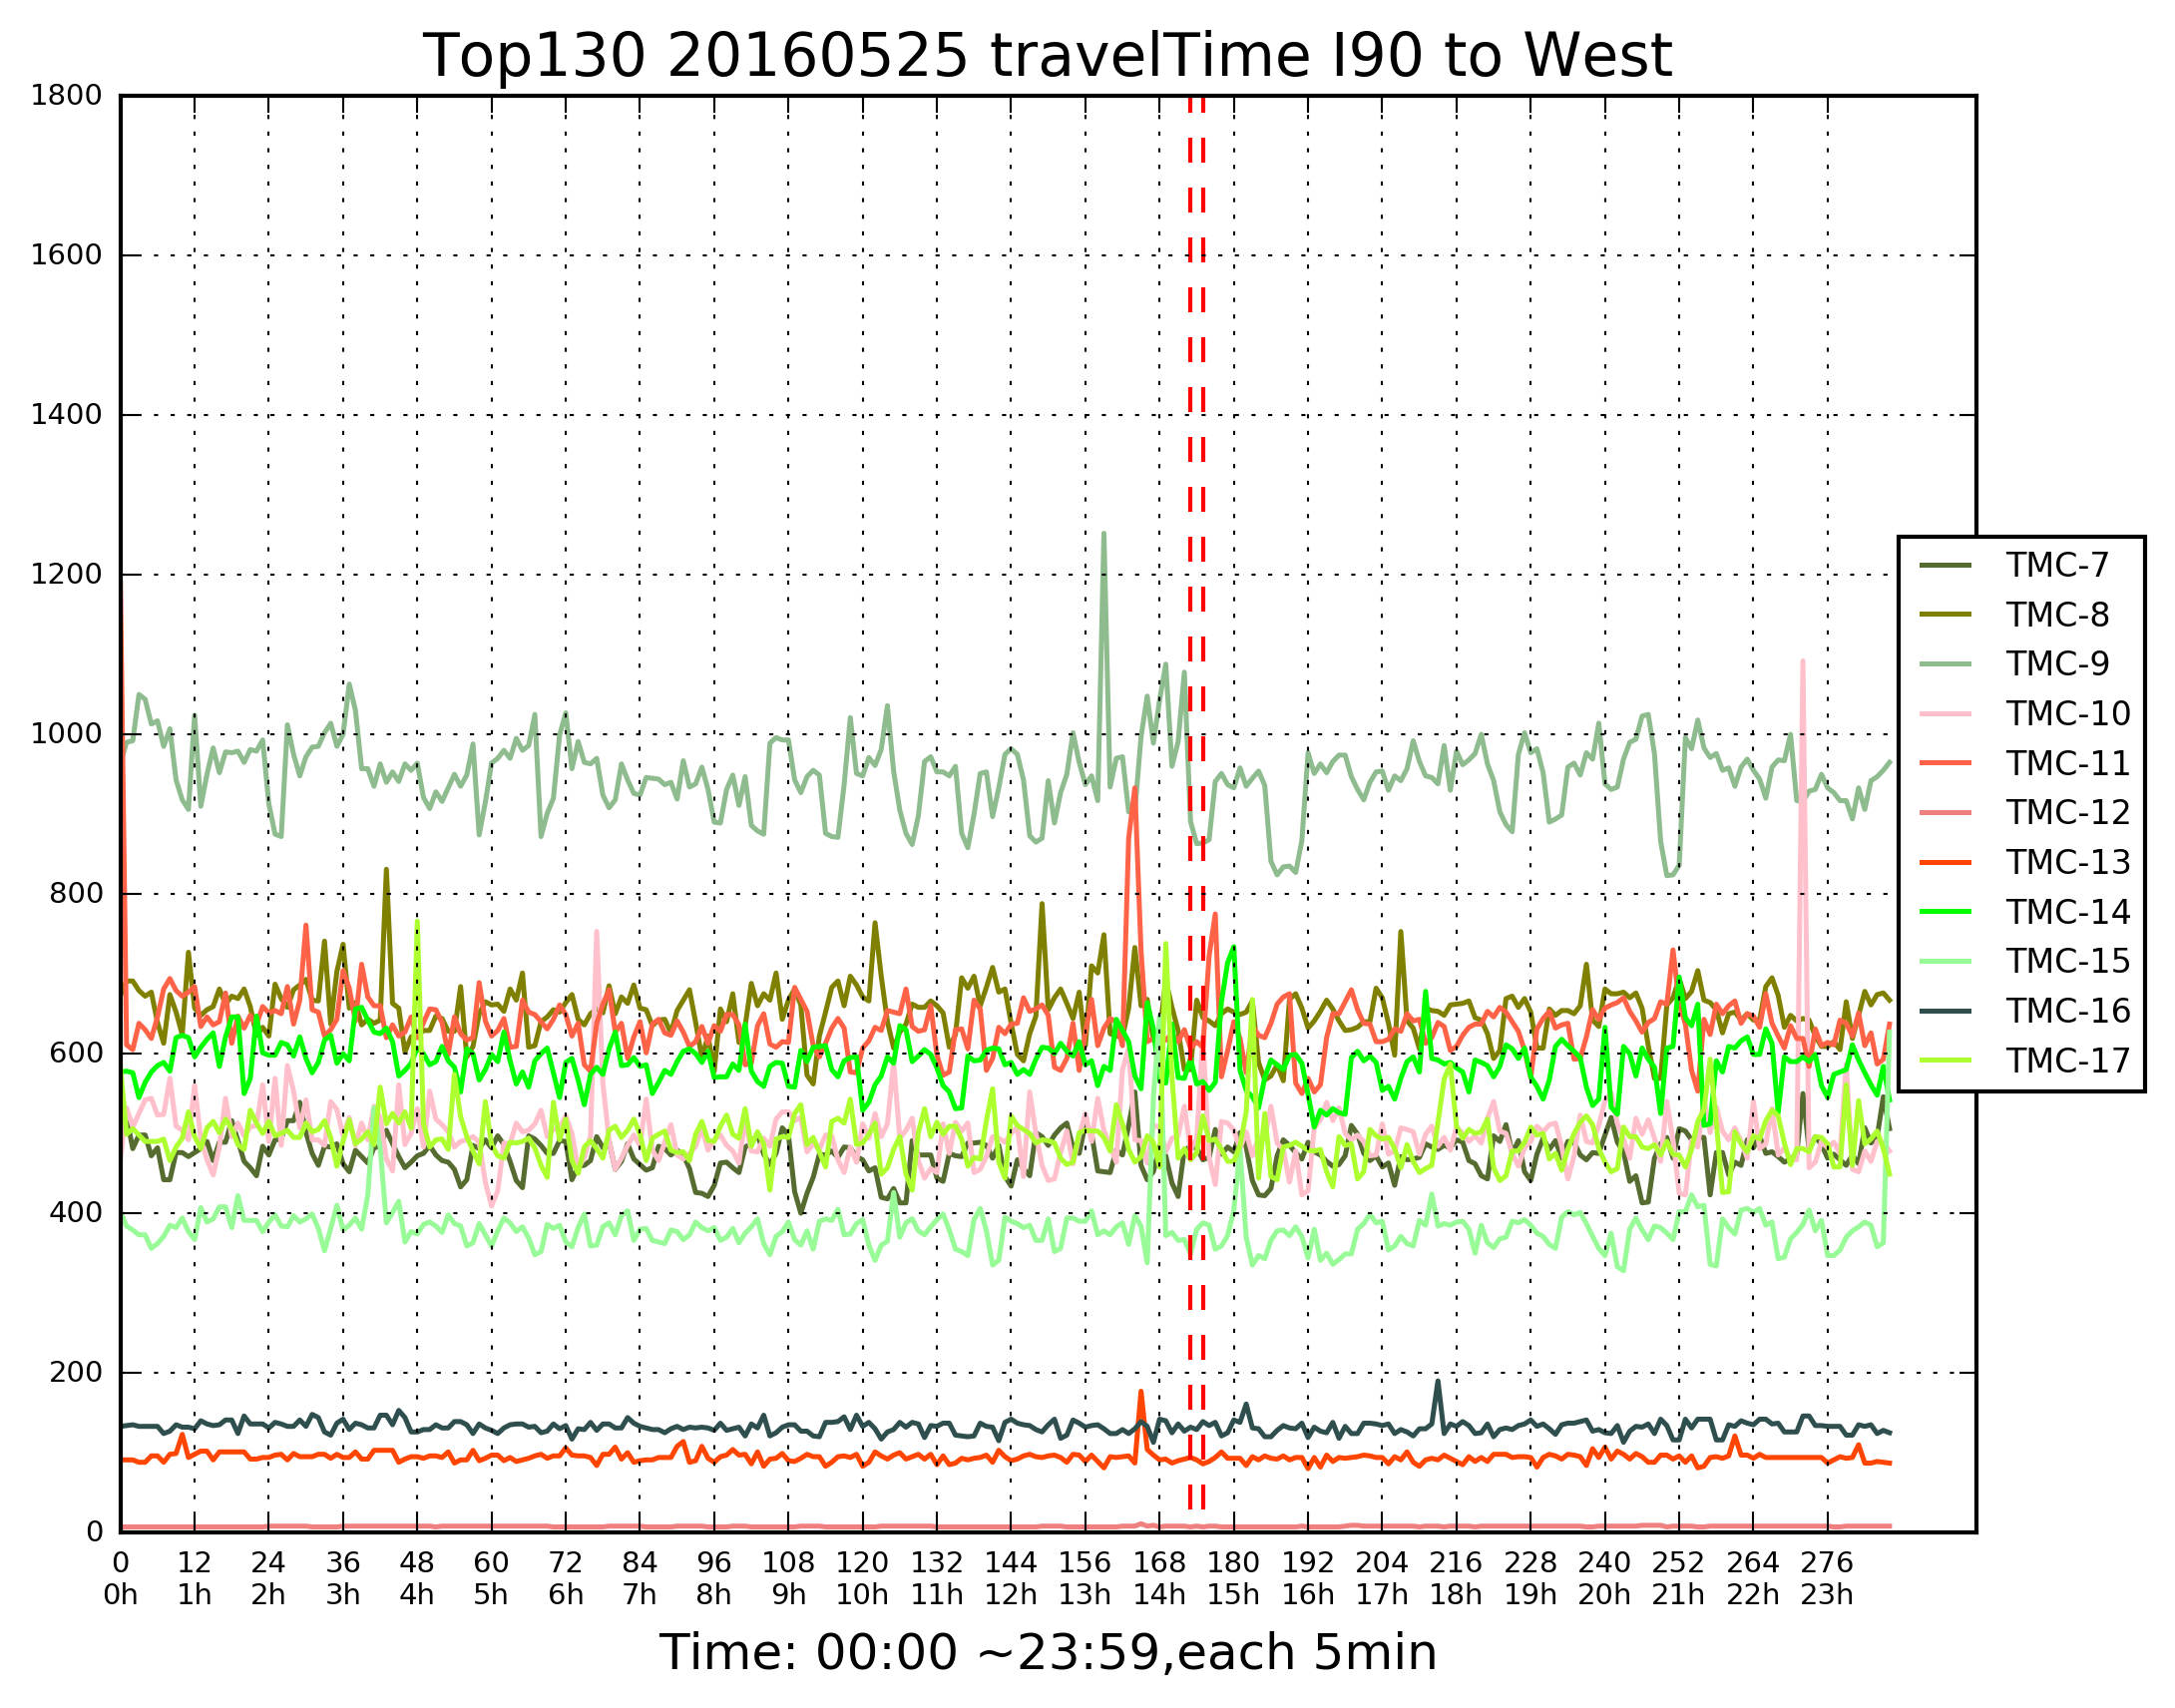 Top130 20160525 travelTime I90 to West
1800
1600
1400
1200
1000
800
600
400
200
0
TMC-7
TMC-8
TMC-9
TMC-10
TMC-11
TMC-12
TMC-13
TMC-14
TMC-15
TMC-16
TMC-17
0 12 24 36 48 60 72 84 96 108 120 132 144 156 168 180 192 204 216 228 240 252 264 276
0h 1h 2h 3h 4h 5h 6h 7h 8h 9h 10h 11h 12h 13h 14h 15h 16h 17h 18h 19h 20h 21h 22h 23h
Time: 00:00 ~23:59,each 5min